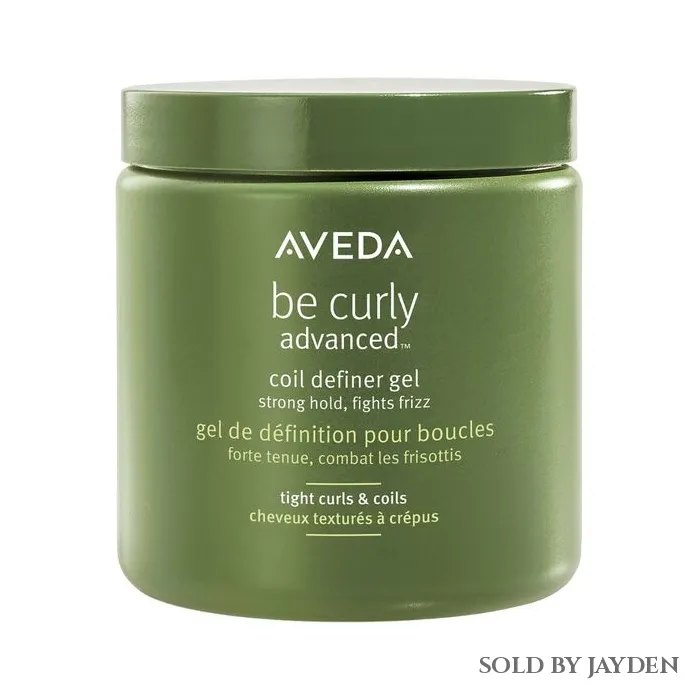 AVEDA
be curly
advanced™
coil definer gel
strong hold, fights frizz
gel de définition pour boucles
forte tenue, combat les frisottis
tight curls & coils
cheveux texturés à crépus
SOLD BY JAYDEN